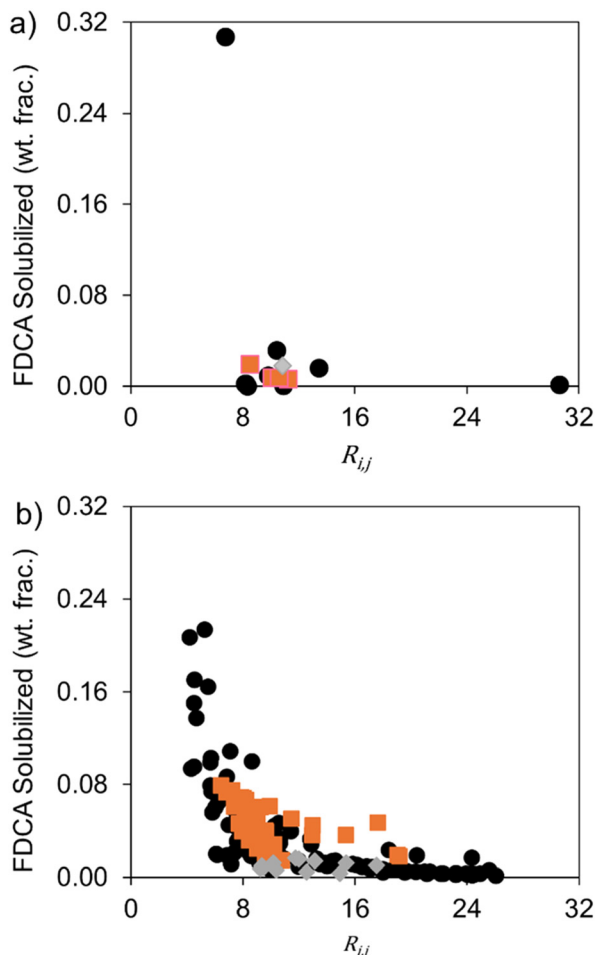 a)
FDCA Solubilized (wt. frac.)
0.32
0.24
0.16
0.08
0.00
0 8 16 24 32
R_{i,j}
b)
FDCA Solubilized (wt. frac.)
0.32
0.24
0.16
0.08
0.00
0 8 16 24 32
R_{i,j}